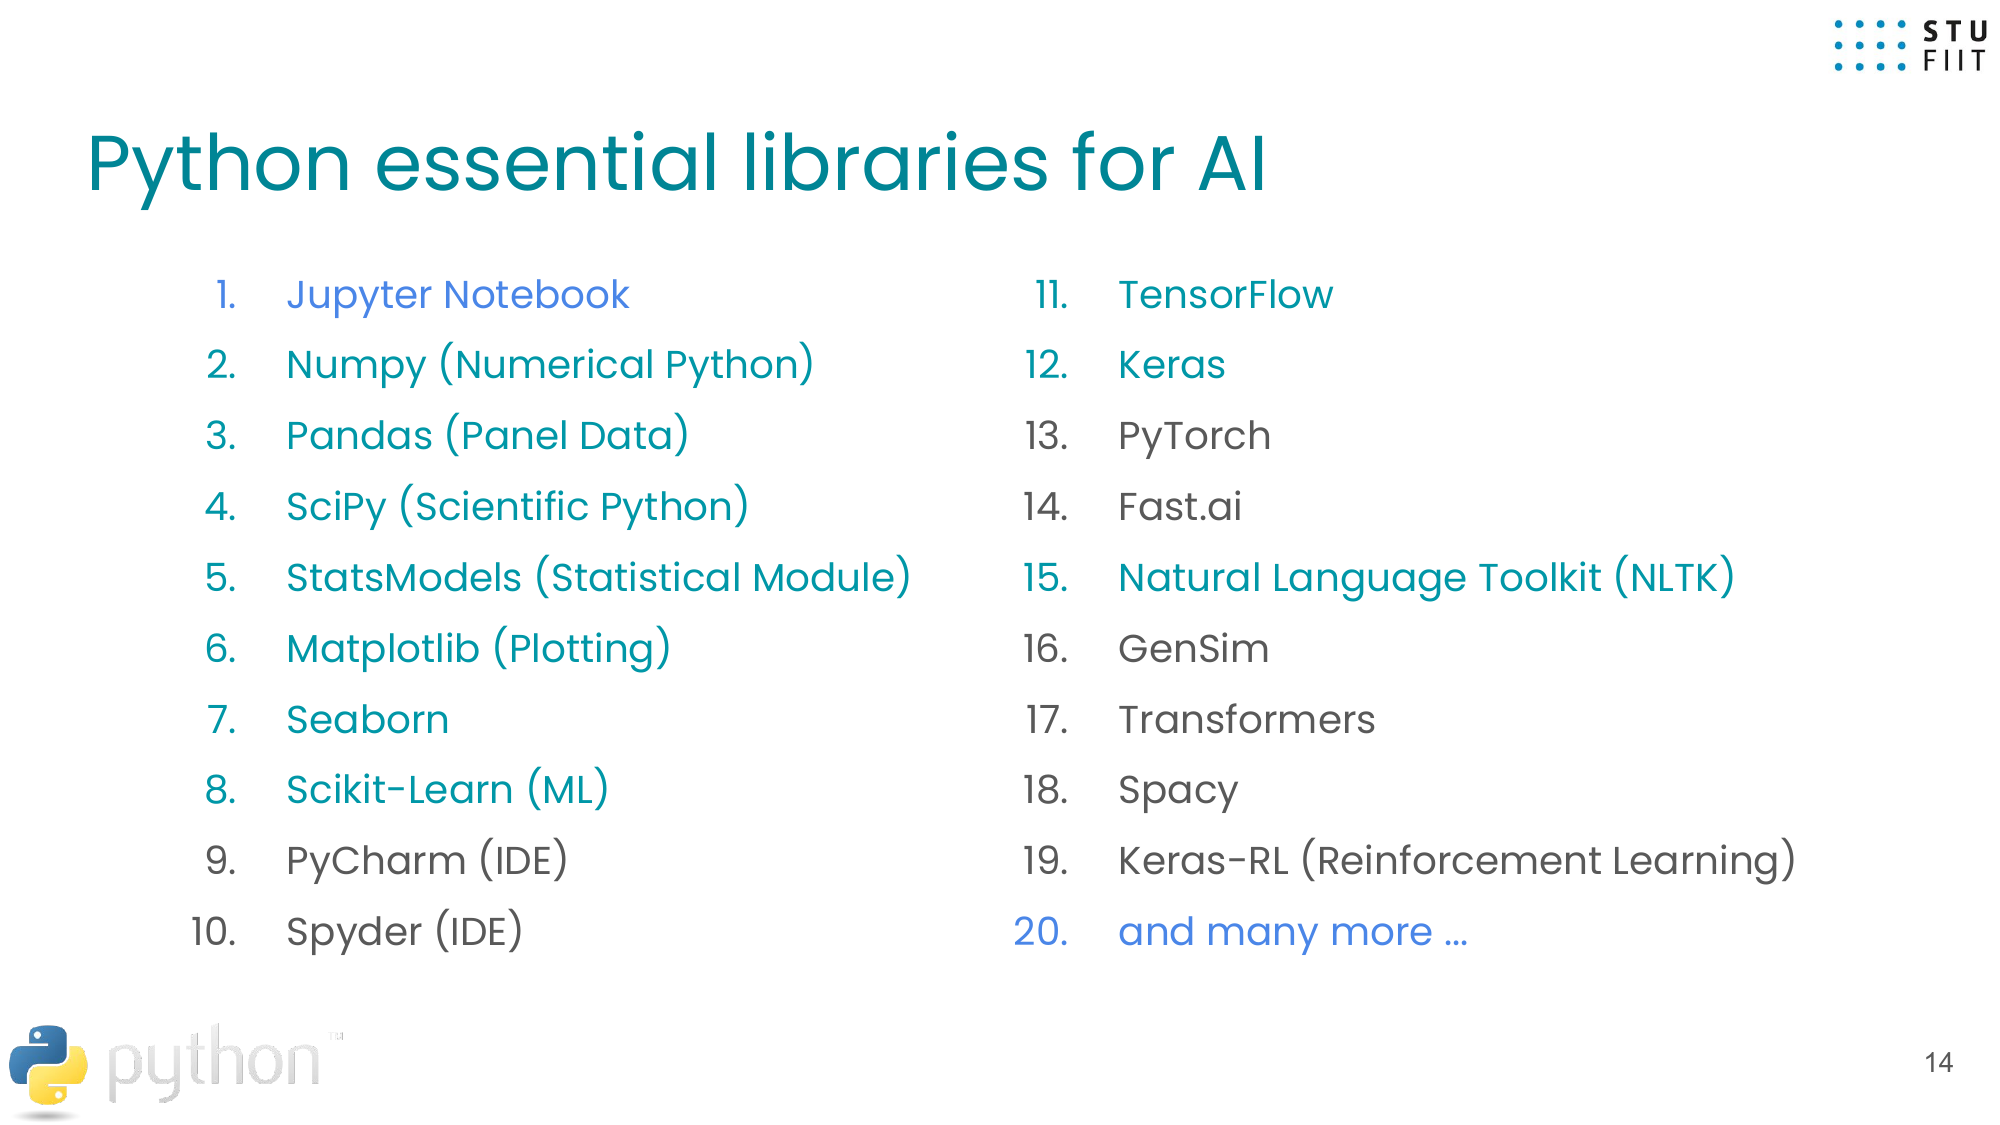 STU
FIIT
Python essential libraries for AI
1. Jupyter Notebook
2. Numpy (Numerical Python)
3. Pandas (Panel Data)
4. SciPy (Scientific Python)
5. StatsModels (Statistical Module)
6. Matplotlib (Plotting)
7. Seaborn
8. Scikit-Learn (ML)
9. PyCharm (IDE)
10. Spyder (IDE)
11. TensorFlow
12. Keras
13. PyTorch
14. Fast.ai
15. Natural Language Toolkit (NLTK)
16. GenSim
17. Transformers
18. Spacy
19. Keras-RL (Reinforcement Learning)
20. and many more ...
python™
14